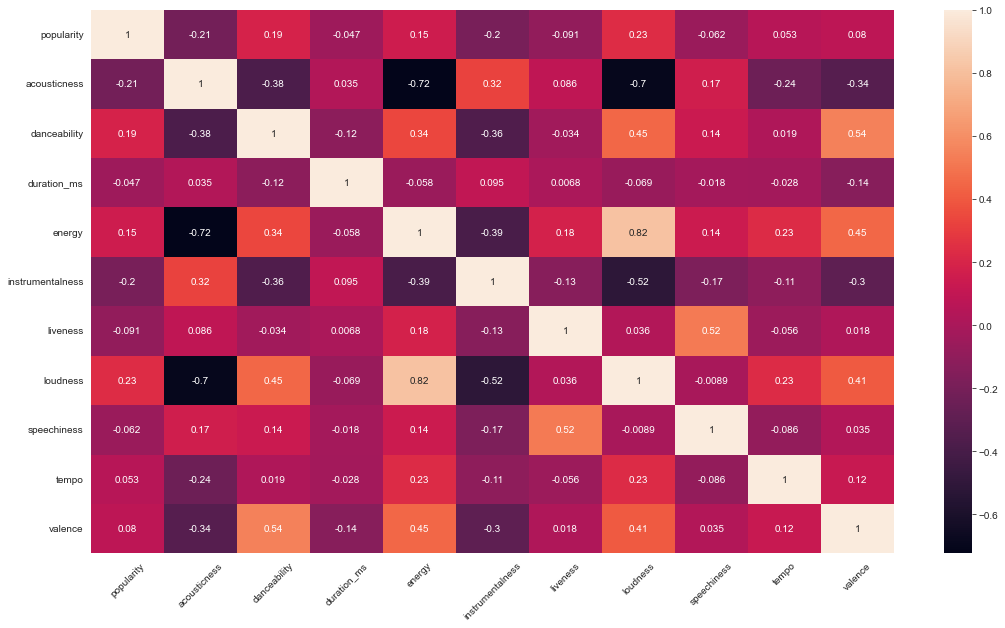 popularity 1 -0.21 0.19 -0.047 0.15 -0.2 -0.091 0.23 -0.062 0.053 0.08
acousticness -0.21 1 -0.38 0.035 -0.72 0.32 0.086 -0.7 0.17 -0.24 -0.34
danceability 0.19 -0.38 1 -0.12 0.34 -0.36 -0.034 0.45 0.14 0.019 0.54
duration_ms -0.047 0.035 -0.12 1 -0.058 0.095 0.0068 -0.069 -0.018 -0.028 -0.14
energy 0.15 -0.72 0.34 -0.058 1 -0.39 0.18 0.82 0.14 0.23 0.45
instrumentalness -0.2 0.32 -0.36 0.095 -0.39 1 -0.13 -0.52 -0.17 -0.11 -0.3
liveness -0.091 0.086 -0.034 0.0068 0.18 -0.13 1 0.036 0.52 -0.056 0.018
loudness 0.23 -0.7 0.45 -0.069 0.82 -0.52 0.036 1 -0.0089 0.23 0.41
speechiness -0.062 0.17 0.14 -0.018 0.14 -0.17 0.52 -0.0089 1 -0.086 0.035
tempo 0.053 -0.24 0.019 -0.028 0.23 -0.11 -0.056 0.23 -0.086 1 0.12
valence 0.08 -0.34 0.54 -0.14 0.45 -0.3 0.018 0.41 0.035 0.12 1
popularity acousticness danceability duration_ms energy instrumentalness liveness loudness speechiness tempo valence
1.0
0.8
0.6
0.4
0.2
0.0
−0.2
−0.4
−0.6